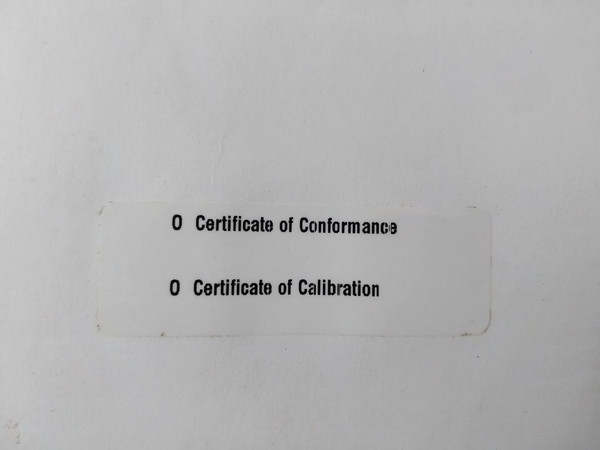 O Certificate of Conformance
O Certificate of Calibration